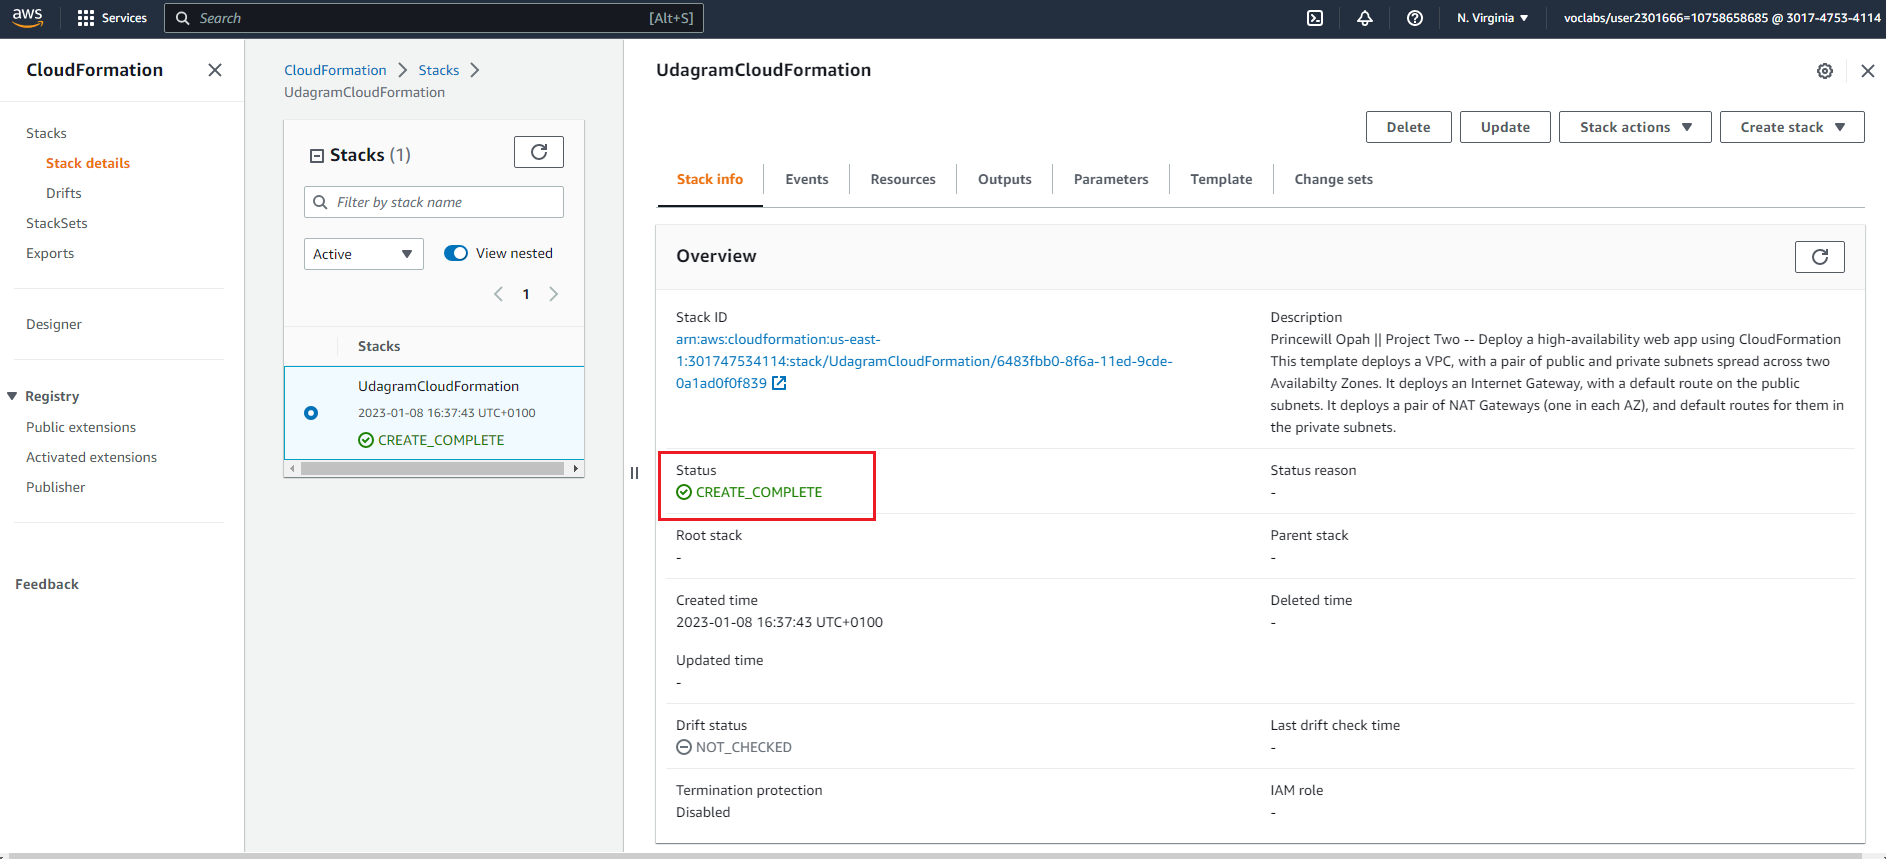 aws
Services
Search
[Alt+S]
N. Virginia
voclabs/user2301666=10758658685 @ 3017-4753-4114
CloudFormation
Stacks
Stack details
Drifts
StackSets
Exports
Designer
Registry
Public extensions
Activated extensions
Publisher
Feedback
CloudFormation
Stacks
UdagramCloudFormation
Stacks (1)
Filter by stack name
Active
View nested
1
Stacks
UdagramCloudFormation
2023-01-08 16:37:43 UTC+0100
CREATE_COMPLETE
UdagramCloudFormation
Delete
Update
Stack actions
Create stack
Stack info
Events
Resources
Outputs
Parameters
Template
Change sets
Overview
Stack ID
arn:aws:cloudformation:us-east-
1:301747534114:stack/UdagramCloudFormation/6483fbb0-8f6a-11ed-9cde-
0a1ad0f0f839
Description
Princewill Opah || Project Two -- Deploy a high-availability web app using CloudFormation
This template deploys a VPC, with a pair of public and private subnets spread across two
Availabilty Zones. It deploys an Internet Gateway, with a default route on the public
subnets. It deploys a pair of NAT Gateways (one in each AZ), and default routes for them in
the private subnets.
Status
CREATE_COMPLETE
Status reason
-
Root stack
-
Parent stack
-
Created time
2023-01-08 16:37:43 UTC+0100
Deleted time
-
Updated time
-
Drift status
NOT_CHECKED
Last drift check time
-
Termination protection
Disabled
IAM role
-